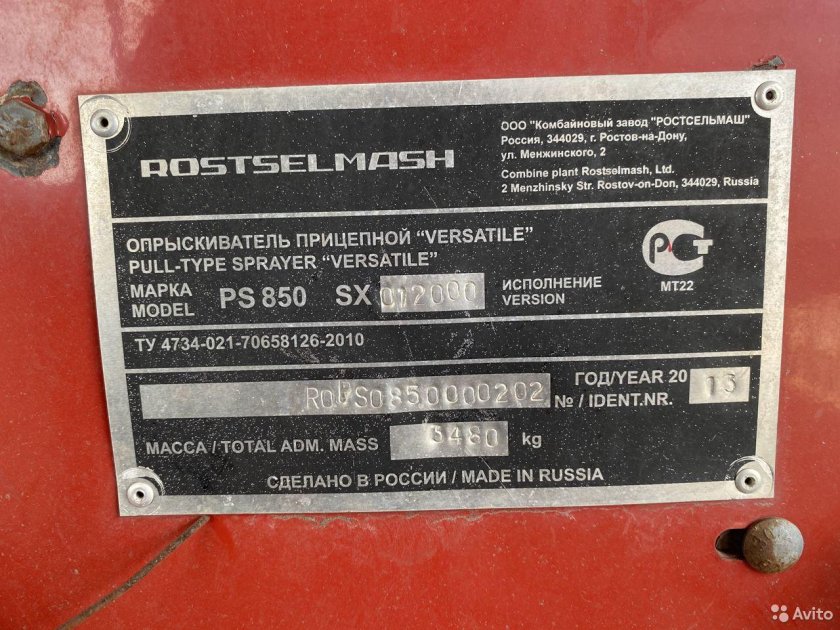 ROSTSELMASH
ООО "Комбайновый завод "РОСТСЕЛЬМАШ"
Россия, 344029, г. Ростов-на-Дону,
ул. Менжинского, 2
Combine plant Rostselmash, Ltd.
2 Menzhinsky Str. Rostov-on-Don, 344029, Russia
ОПРЫСКИВАТЕЛЬ ПРИЦЕПНОЙ “VERSATILE”
PULL-TYPE SPRAYER “VERSATILE”
МАРКА
MODEL
PS 850 SX 012000
ИСПОЛНЕНИЕ
VERSION
РСТ
МТ22
ТУ 4734-021-70658126-2010
ГОД/YEAR 20 13
№ / IDENT.NR.
МАССА / TOTAL ADM. MASS kg
СДЕЛАНО В РОССИИ / MADE IN RUSSIA
Avito